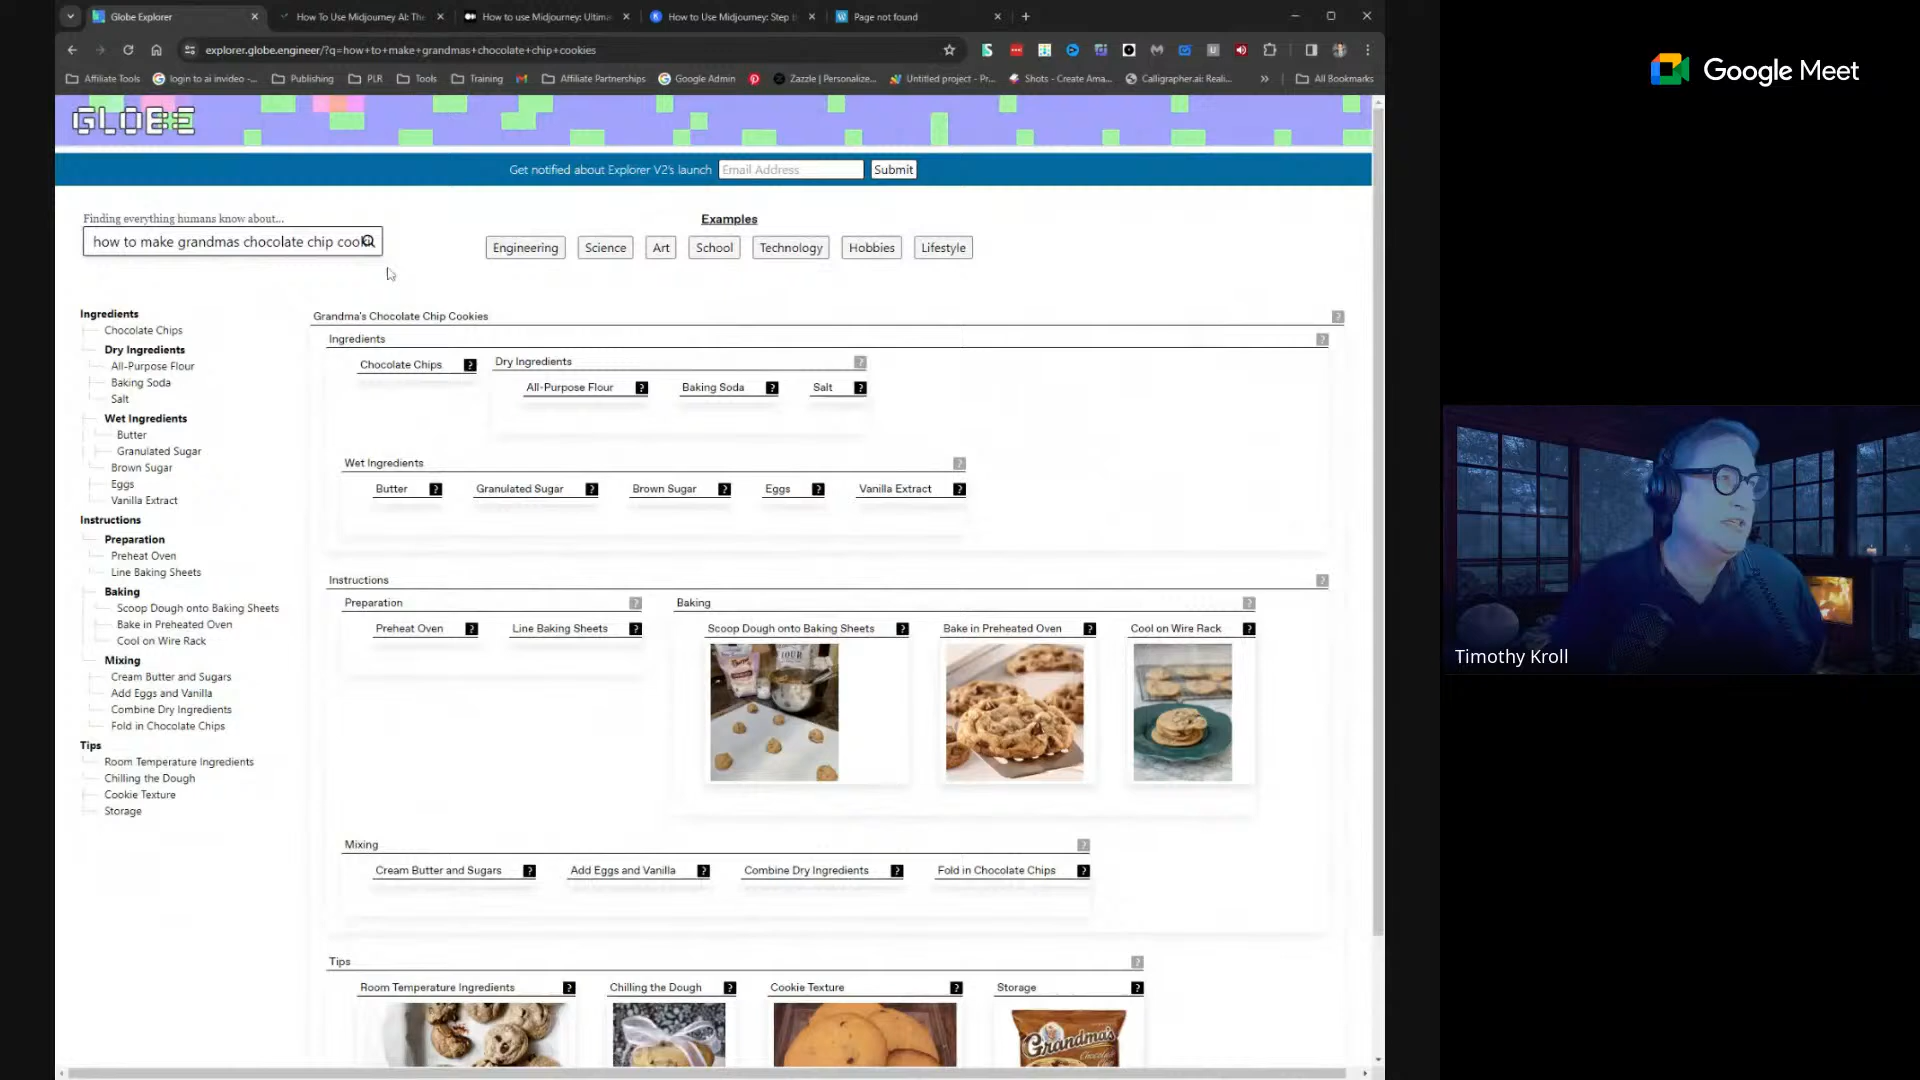 Globe Explorer
How To Use Midjourney AI: The
How to use Midjourney: Ultima
How to Use Midjourney: Step
Page not found
explorer.globe.engineer/?q=how+to+make+grandmas+chocolate+chip+cookies
Affiliate Tools
login to ai invideo -...
Publishing
PLR
Tools
Training
Affiliate Partnerships
Google Admin
Zazzle | Personalize...
Untitled project - Pr...
Shots - Create Ama...
Calligrapher.ai: Reali...
All Bookmarks
GLOBE
Get notified about Explorer V2's launch
Email Address
Submit
Finding everything humans know about...
how to make grandmas chocolate chip cook
Examples
Engineering
Science
Art
School
Technology
Hobbies
Lifestyle
Ingredients
Chocolate Chips
Dry Ingredients
All-Purpose Flour
Baking Soda
Salt
Wet Ingredients
Butter
Granulated Sugar
Brown Sugar
Eggs
Vanilla Extract
Instructions
Preparation
Preheat Oven
Line Baking Sheets
Baking
Scoop Dough onto Baking Sheets
Bake in Preheated Oven
Cool on Wire Rack
Mixing
Cream Butter and Sugars
Add Eggs and Vanilla
Combine Dry Ingredients
Fold in Chocolate Chips
Tips
Room Temperature Ingredients
Chilling the Dough
Cookie Texture
Storage
Grandma's Chocolate Chip Cookies ?
Ingredients ?
Chocolate Chips ?
Dry Ingredients ?
All-Purpose Flour ?
Baking Soda ?
Salt ?
Wet Ingredients ?
Butter ?
Granulated Sugar ?
Brown Sugar ?
Eggs ?
Vanilla Extract ?
Instructions ?
Preparation ?
Preheat Oven ?
Line Baking Sheets ?
Baking ?
Scoop Dough onto Baking Sheets ?
Bake in Preheated Oven ?
Cool on Wire Rack ?
Mixing ?
Cream Butter and Sugars ?
Add Eggs and Vanilla ?
Combine Dry Ingredients ?
Fold in Chocolate Chips ?
Tips ?
Room Temperature Ingredients ?
Chilling the Dough ?
Cookie Texture ?
Storage ?
Grandma's
Google Meet
Timothy Kroll